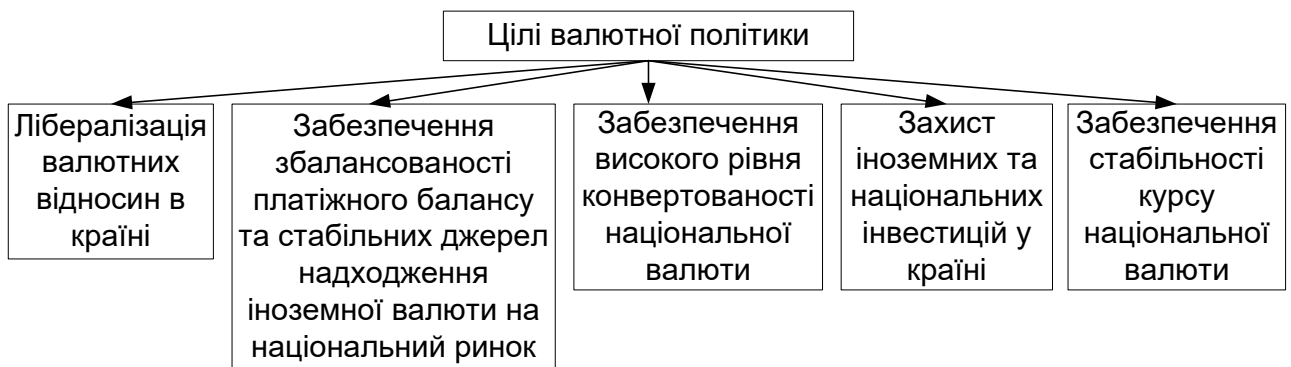 Цілі валютної політики
Лібералізація
валютних
відносин в
країні
Забезпечення
збалансованості
платіжного балансу
та стабільних джерел
надходження
іноземної валюти на
національний ринок
Забезпечення
високого рівня
конвертованості
національної
валюти
Захист
іноземних та
національних
інвестицій у
країні
Забезпечення
стабільності
курсу
національної
валюти